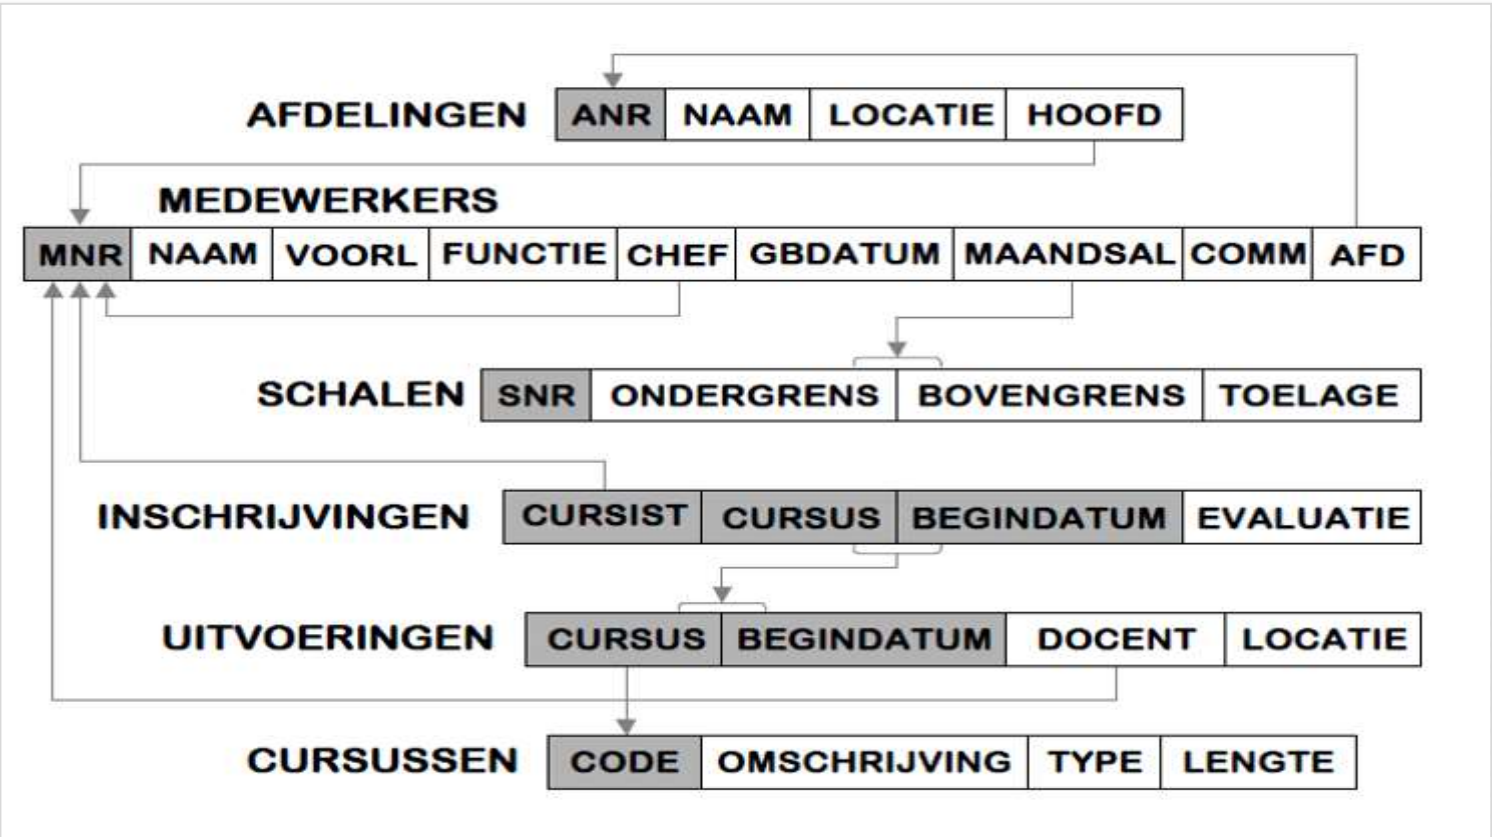 AFDELINGEN ANR NAAM LOCATIE HOOFD
MEDEWERKERS
MNR NAAM VOORL FUNCTIE CHEF GBDATUM MAANDSAL COMM AFD
SCHALEN SNR ONDERGRENS BOVENGRENS TOELAGE
INSCHRIJVINGEN CURSIST CURSUS BEGINDATUM EVALUATIE
UITVOERINGEN CURSUS BEGINDATUM DOCENT LOCATIE
CURSUSSEN CODE OMSCHRIJVING TYPE LENGTE